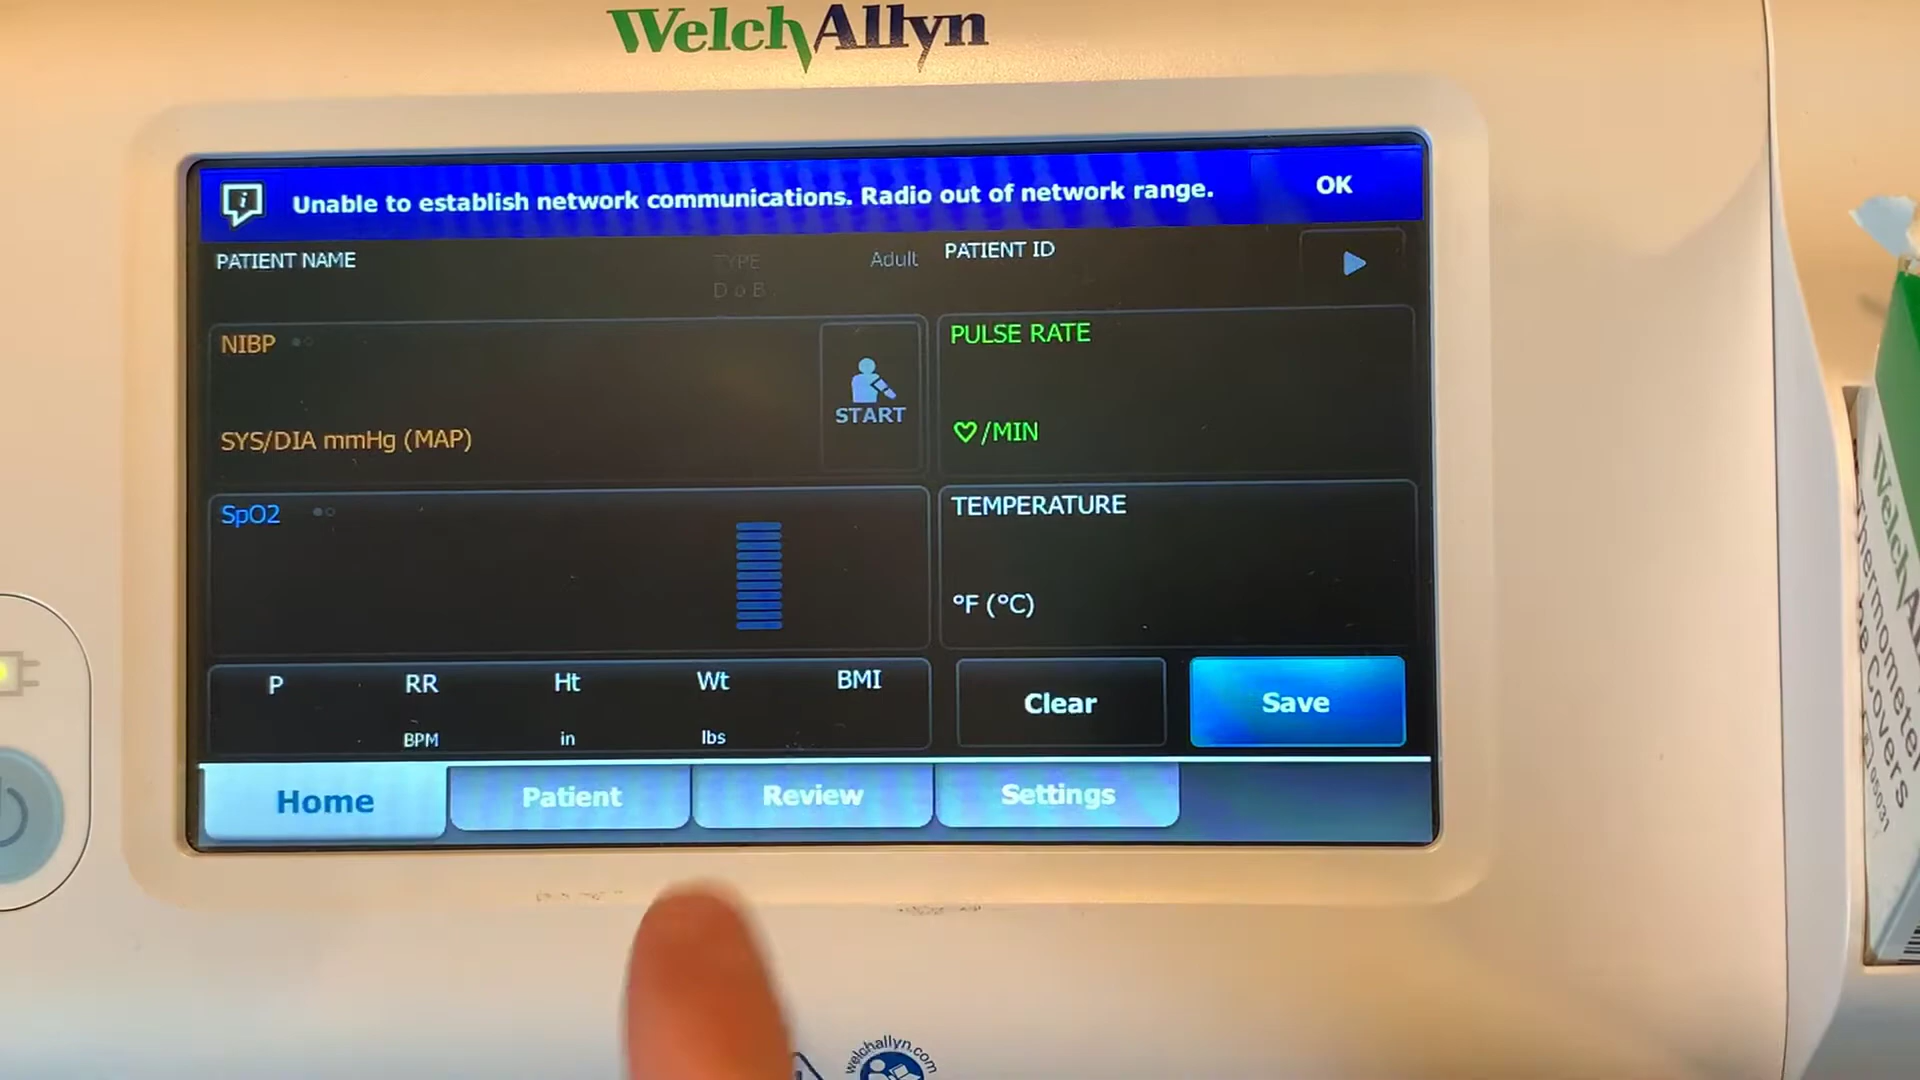 WelchAllyn
Unable to establish network communications. Radio out of network range.
OK
PATIENT NAME
TYPE
Adult
PATIENT ID
D o B
NIBP
START
PULSE RATE
SYS/DIA mmHg (MAP)
/MIN
SpO2
TEMPERATURE
°F (°C)
P
RR
Ht
Wt
BMI
BPM
in
lbs
Clear
Save
Home
Patient
Review
Settings
welchallyn.com
Thermometer
Covers
05031